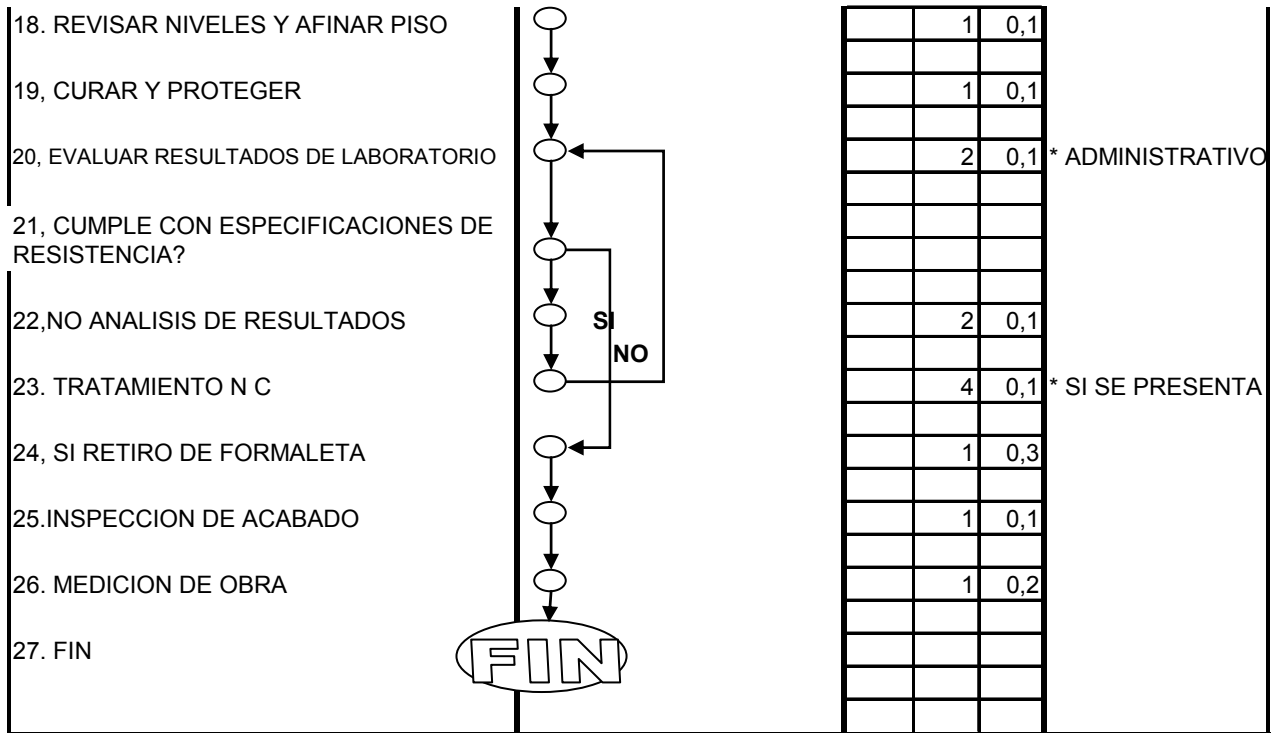 18. REVISAR NIVELES Y AFINAR PISO 1 0,1
19, CURAR Y PROTEGER 1 0,1
20, EVALUAR RESULTADOS DE LABORATORIO 2 0,1 * ADMINISTRATIVO
21, CUMPLE CON ESPECIFICACIONES DE
RESISTENCIA?
22,NO ANALISIS DE RESULTADOS SI 2 0,1
NO
23. TRATAMIENTO N C 4 0,1 * SI SE PRESENTA
24, SI RETIRO DE FORMALETA 1 0,3
25.INSPECCION DE ACABADO 1 0,1
26. MEDICION DE OBRA 1 0,2
27. FIN FIN